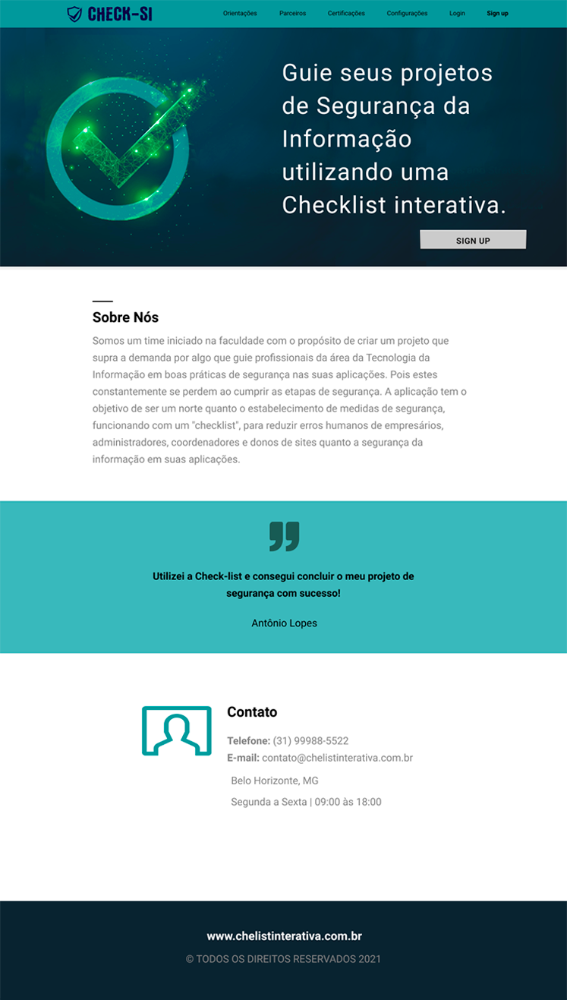 CHECK-SI
Orientações Parceiros Certificações Configurações Login Sign up
Guie seus projetos
de Segurança da
Informação
utilizando uma
Checklist interativa.
SIGN UP
Sobre Nós
Somos um time iniciado na faculdade com o propósito de criar um projeto que
supra a demanda por algo que guie profissionais da área da Tecnologia da
Informação em boas práticas de segurança nas suas aplicações. Pois estes
constantemente se perdem ao cumprir as etapas de segurança. A aplicação tem o
objetivo de ser um norte quanto o estabelecimento de medidas de segurança,
funcionando com um "checklist", para reduzir erros humanos de empresários,
administradores, coordenadores e donos de sites quanto a segurança da
informação em suas aplicações.
Utilizei a Check-list e consegui concluir o meu projeto de
segurança com sucesso!
Antônio Lopes
Contato
Telefone: (31) 99988-5522
E-mail: contato@chelistinterativa.com.br
Belo Horizonte, MG
Segunda a Sexta | 09:00 às 18:00
www.chelistinterativa.com.br
© TODOS OS DIREITOS RESERVADOS 2021